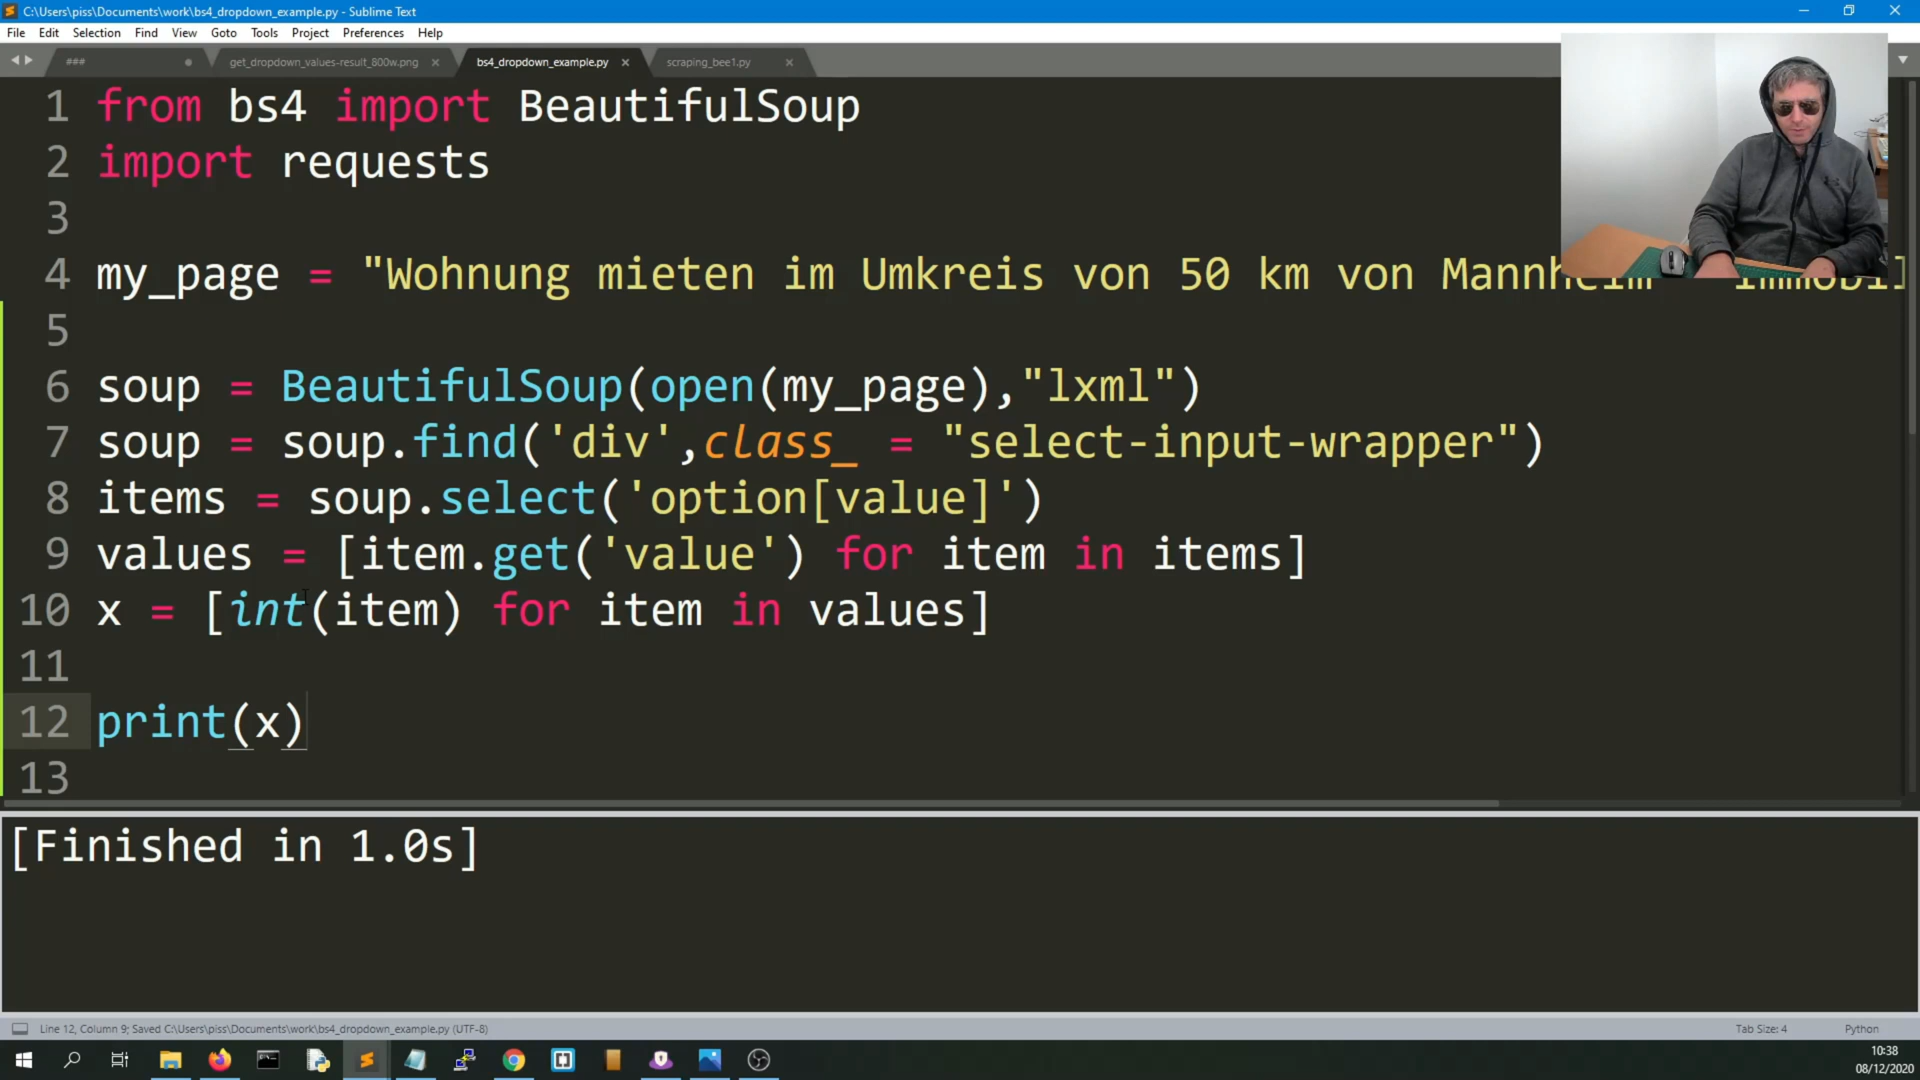 C:\Users\piss\Documents\work\bs4_dropdown_example.py - Sublime Text
File Edit Selection Find View Goto Tools Project Preferences Help
### get_dropdown_values-result_800w.png bs4_dropdown_example.py scraping_bee1.py
1 from bs4 import BeautifulSoup
2 import requests
3
4 my_page = "Wohnung mieten im Umkreis von 50 km von Mannheim
5
6 soup = BeautifulSoup(open(my_page),"lxml")
7 soup = soup.find('div',class_ = "select-input-wrapper")
8 items = soup.select('option[value]')
9 values = [item.get('value') for item in items]
10 x = [int(item) for item in values]
11
12 print(x)
13
[Finished in 1.0s]
Line 12, Column 9; Saved C:\Users\piss\Documents\work\bs4_dropdown_example.py (UTF-8) Tab Size: 4 Python
10:38
08/12/2020